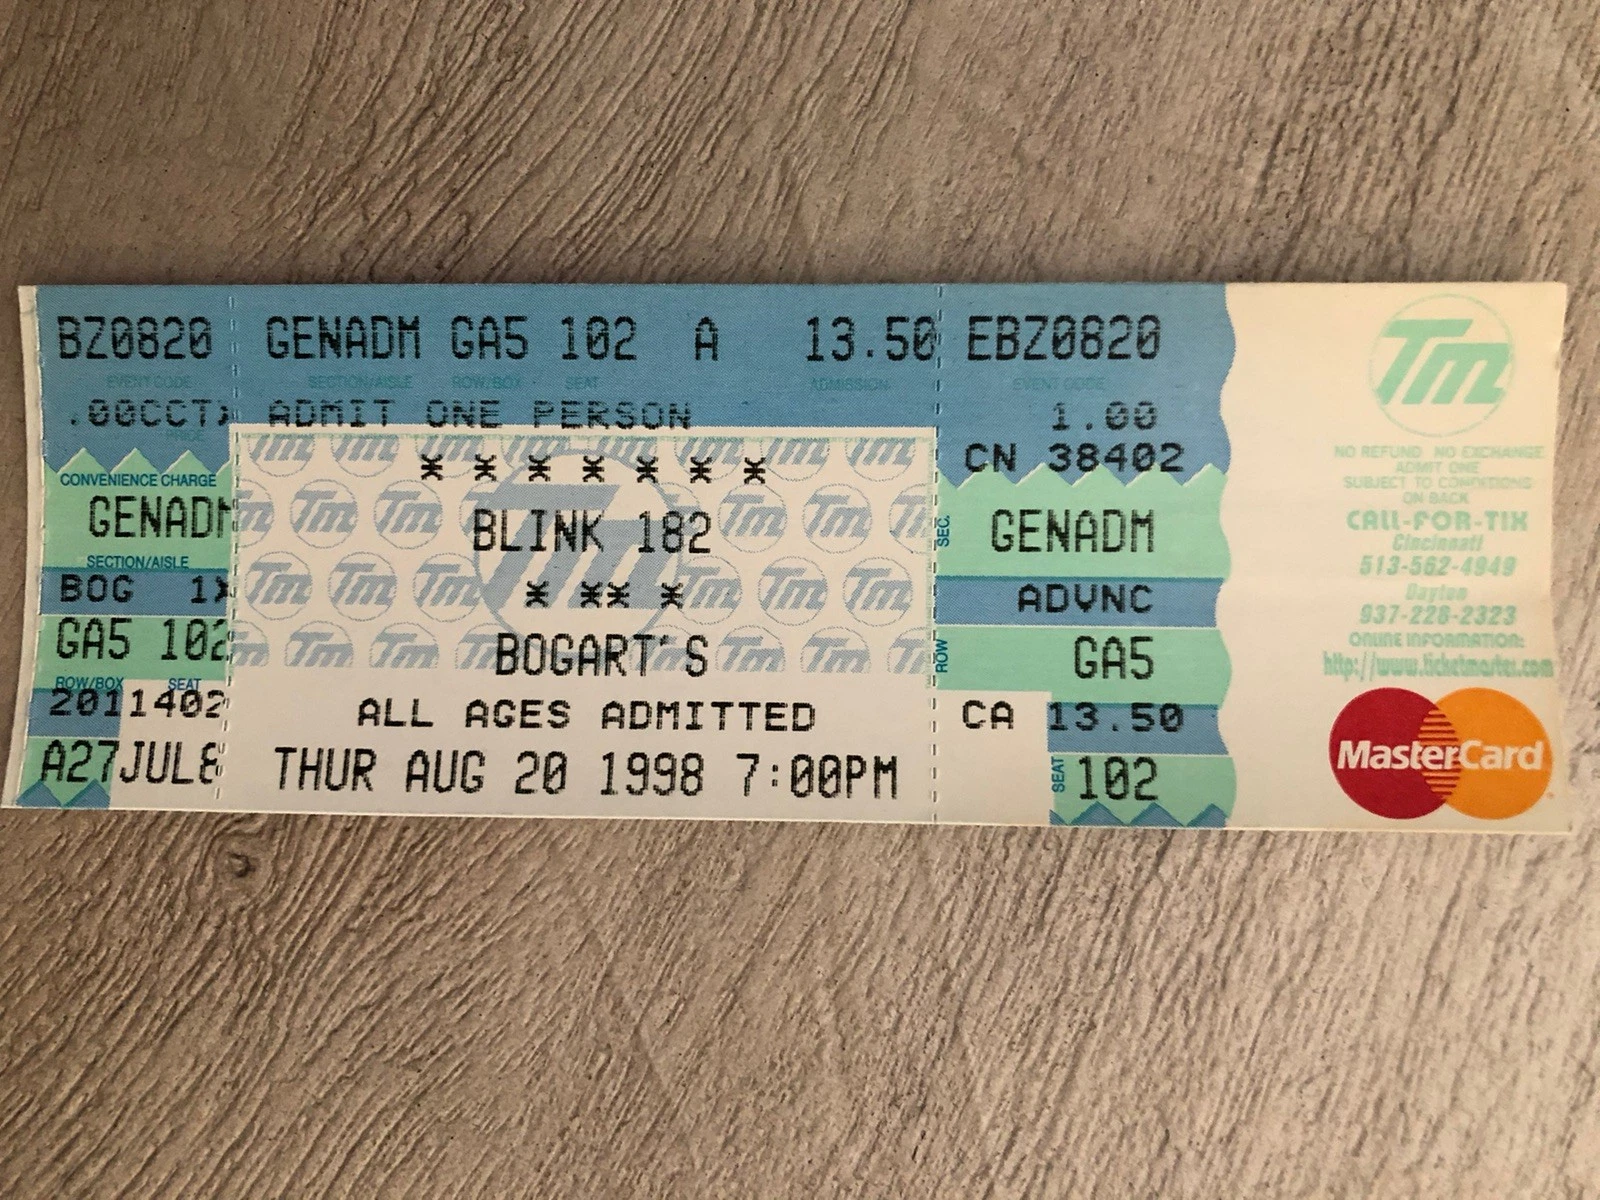 BZ0820
EVENT CODE
.00CCTX
PRICE
CONVENIENCE CHARGE
GENADM
SECTION/AISLE
BOG 1X
GA5 102
ROW/BOX SEAT
2011402
A27JUL8
GENADM GA5 102 A 13.50
SECTION/AISLE ROW/BOX SEAT ADMISSION
ADMIT ONE PERSON
* * * * * * *
BLINK 182
* ** *
BOGART'S
ALL AGES ADMITTED
THUR AUG 20 1998 7:00PM
EBZ0820
EVENT CODE
1.00
CN 38402
SEC.
GENADM
ADVNC
ROW
GA5
CA 13.50
SEAT
102
Tm
NO REFUND NO EXCHANGE
ADMIT ONE
SUBJECT TO CONDITIONS
ON BACK
CALL-FOR-TIX
Cincinnati
513-562-4949
Dayton
937-228-2323
ONLINE INFORMATION:
http://www.ticketmaster.com
MasterCard